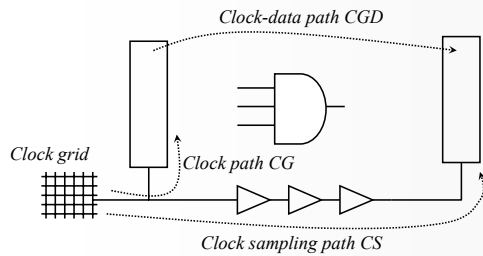 Clock-data path CGD
Clock grid
Clock path CG
Clock sampling path CS